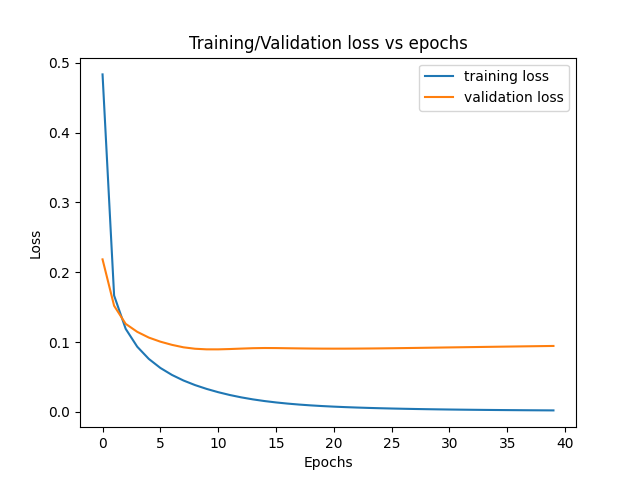 Training/Validation loss vs epochs
training loss
validation loss
0.5
0.4
0.3
0.2
0.1
0.0
Loss
0 5 10 15 20 25 30 35 40
Epochs